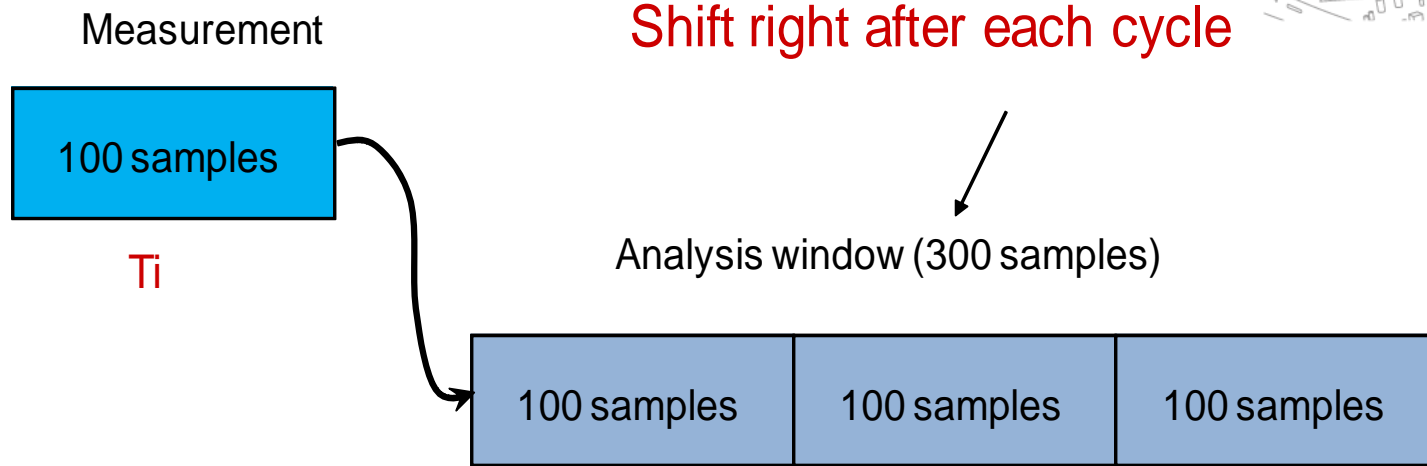 Measurement
Shift right after each cycle
100 samples
Ti
Analysis window (300 samples)
100 samples
100 samples
100 samples